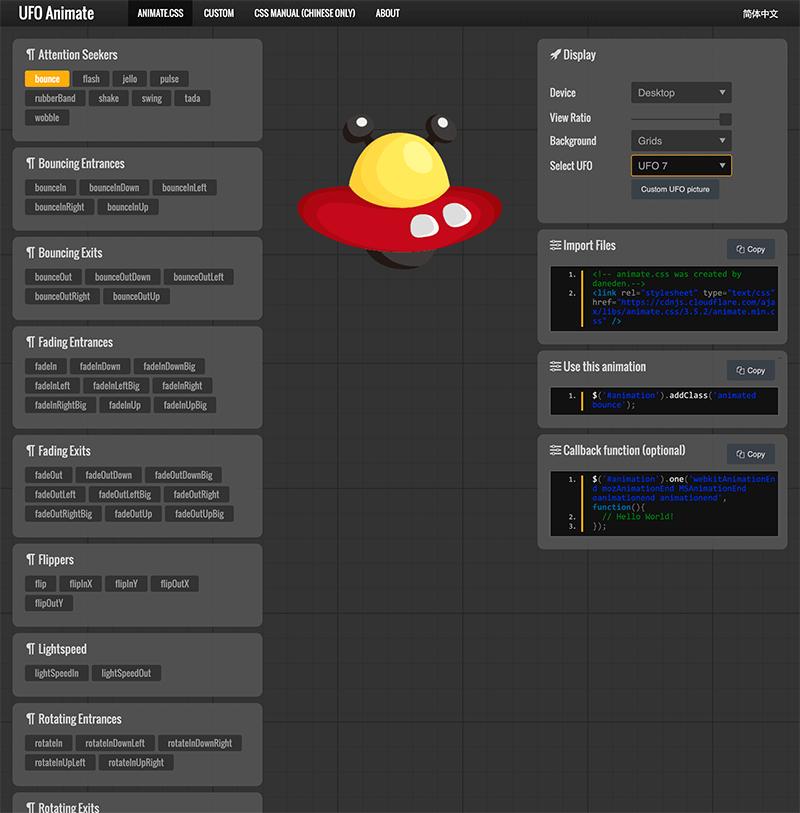 UFO Animate
ANIMATE.CSS
CUSTOM
CSS MANUAL (CHINESE ONLY)
ABOUT
简体中文
¶ Attention Seekers
bounce flash jello pulse
rubberBand shake swing tada
wobble
¶ Bouncing Entrances
bounceIn bounceInDown bounceInLeft
bounceInRight bounceInUp
¶ Bouncing Exits
bounceOut bounceOutDown bounceOutLeft
bounceOutRight bounceOutUp
¶ Fading Entrances
fadeIn fadeInDown fadeInDownBig
fadeInLeft fadeInLeftBig fadeInRight
fadeInRightBig fadeInUp fadeInUpBig
¶ Fading Exits
fadeOut fadeOutDown fadeOutDownBig
fadeOutLeft fadeOutLeftBig fadeOutRight
fadeOutRightBig fadeOutUp fadeOutUpBig
¶ Flippers
flip flipInX flipInY flipOutX
flipOutY
¶ Lightspeed
lightSpeedIn lightSpeedOut
¶ Rotating Entrances
rotateIn rotateInDownLeft rotateInDownRight
rotateInUpLeft rotateInUpRight
¶ Rotating Exits
Display
Device Desktop
View Ratio
Background Grids
Select UFO UFO 7
Custom UFO picture
Import Files Copy
1. <!-- animate.css was created by
daneden.-->
2. <link rel="stylesheet" type="text/css"
href="https://cdnjs.cloudflare.com/aja
x/libs/animate.css/3.5.2/animate.min.c
ss" />
Use this animation Copy
1. $('#animation').addClass('animated
bounce');
Callback function (optional) Copy
1. $('#animation').one('webkitAnimationEn
d mozAnimationEnd MSAnimationEnd
oanimationend animationend',
function(){
2. // Hello World!
3. });